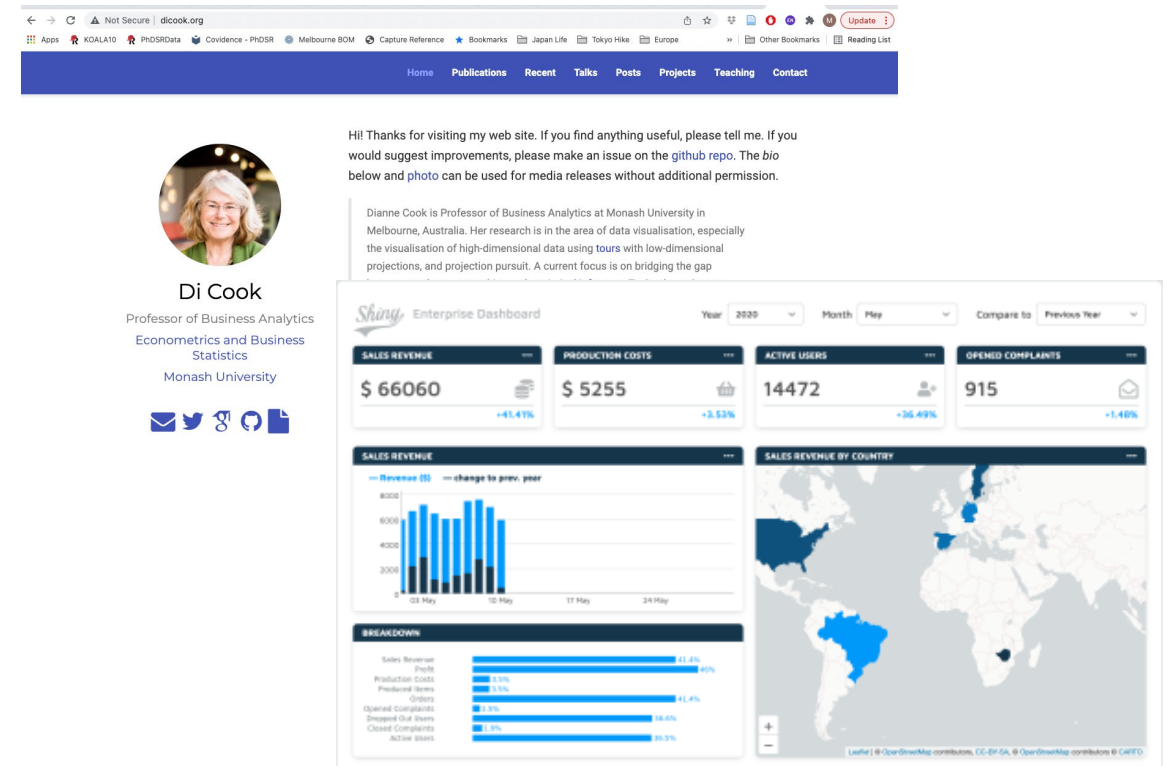 Not Secure | dicook.org
Update
Apps KOALA10 PhDSRData Covidence - PhDSR Melbourne BOM Capture Reference Bookmarks Japan Life Tokyo Hike Europe » Other Bookmarks Reading List
Home Publications Recent Talks Posts Projects Teaching Contact
Hi! Thanks for visiting my web site. If you find anything useful, please tell me. If you
would suggest improvements, please make an issue on the github repo. The bio
below and photo can be used for media releases without additional permission.
Dianne Cook is Professor of Business Analytics at Monash University in
Melbourne, Australia. Her research is in the area of data visualisation, especially
the visualisation of high-dimensional data using tours with low-dimensional
projections, and projection pursuit. A current focus is on bridging the gap
Di Cook
Professor of Business Analytics
Econometrics and Business
Statistics
Monash University
Shiny Enterprise Dashboard Year 2020 Month May Compare to Previous Year
SALES REVENUE
$ 66060
+41.41%
PRODUCTION COSTS
$ 5255
+3.53%
ACTIVE USERS
14472
+36.49%
OPENED COMPLAINTS
915
+1.48%
SALES REVENUE
Revenue ($) change to prev. year
8000
6000
4000
2000
0
03 May 10 May 17 May 24 May
BREAKDOWN
Sales Revenue 41.4%
Profit 46%
Production Costs 3.5%
Produced Items 3.5%
Orders 41.4%
Opened Complaints
Dropped Out Users
Closed Complaints 1.9%
Active Users
SALES REVENUE BY COUNTRY
+
−
Leaflet | © OpenStreetMap contributors, CC-BY-SA, © OpenStreetMap contributors © CARTO